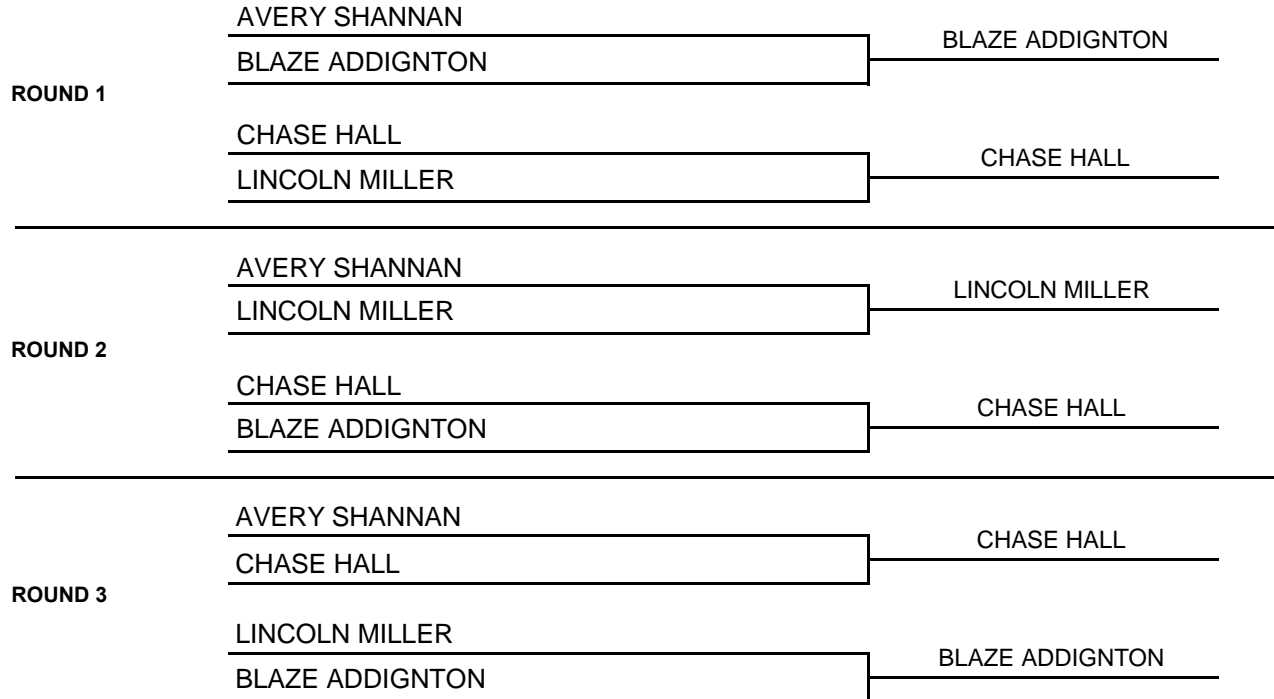 AVERY SHANNAN
BLAZE ADDIGNTON
BLAZE ADDIGNTON
ROUND 1
CHASE HALL
LINCOLN MILLER
CHASE HALL
AVERY SHANNAN
LINCOLN MILLER
LINCOLN MILLER
ROUND 2
CHASE HALL
BLAZE ADDIGNTON
CHASE HALL
AVERY SHANNAN
CHASE HALL
CHASE HALL
ROUND 3
LINCOLN MILLER
BLAZE ADDIGNTON
BLAZE ADDIGNTON